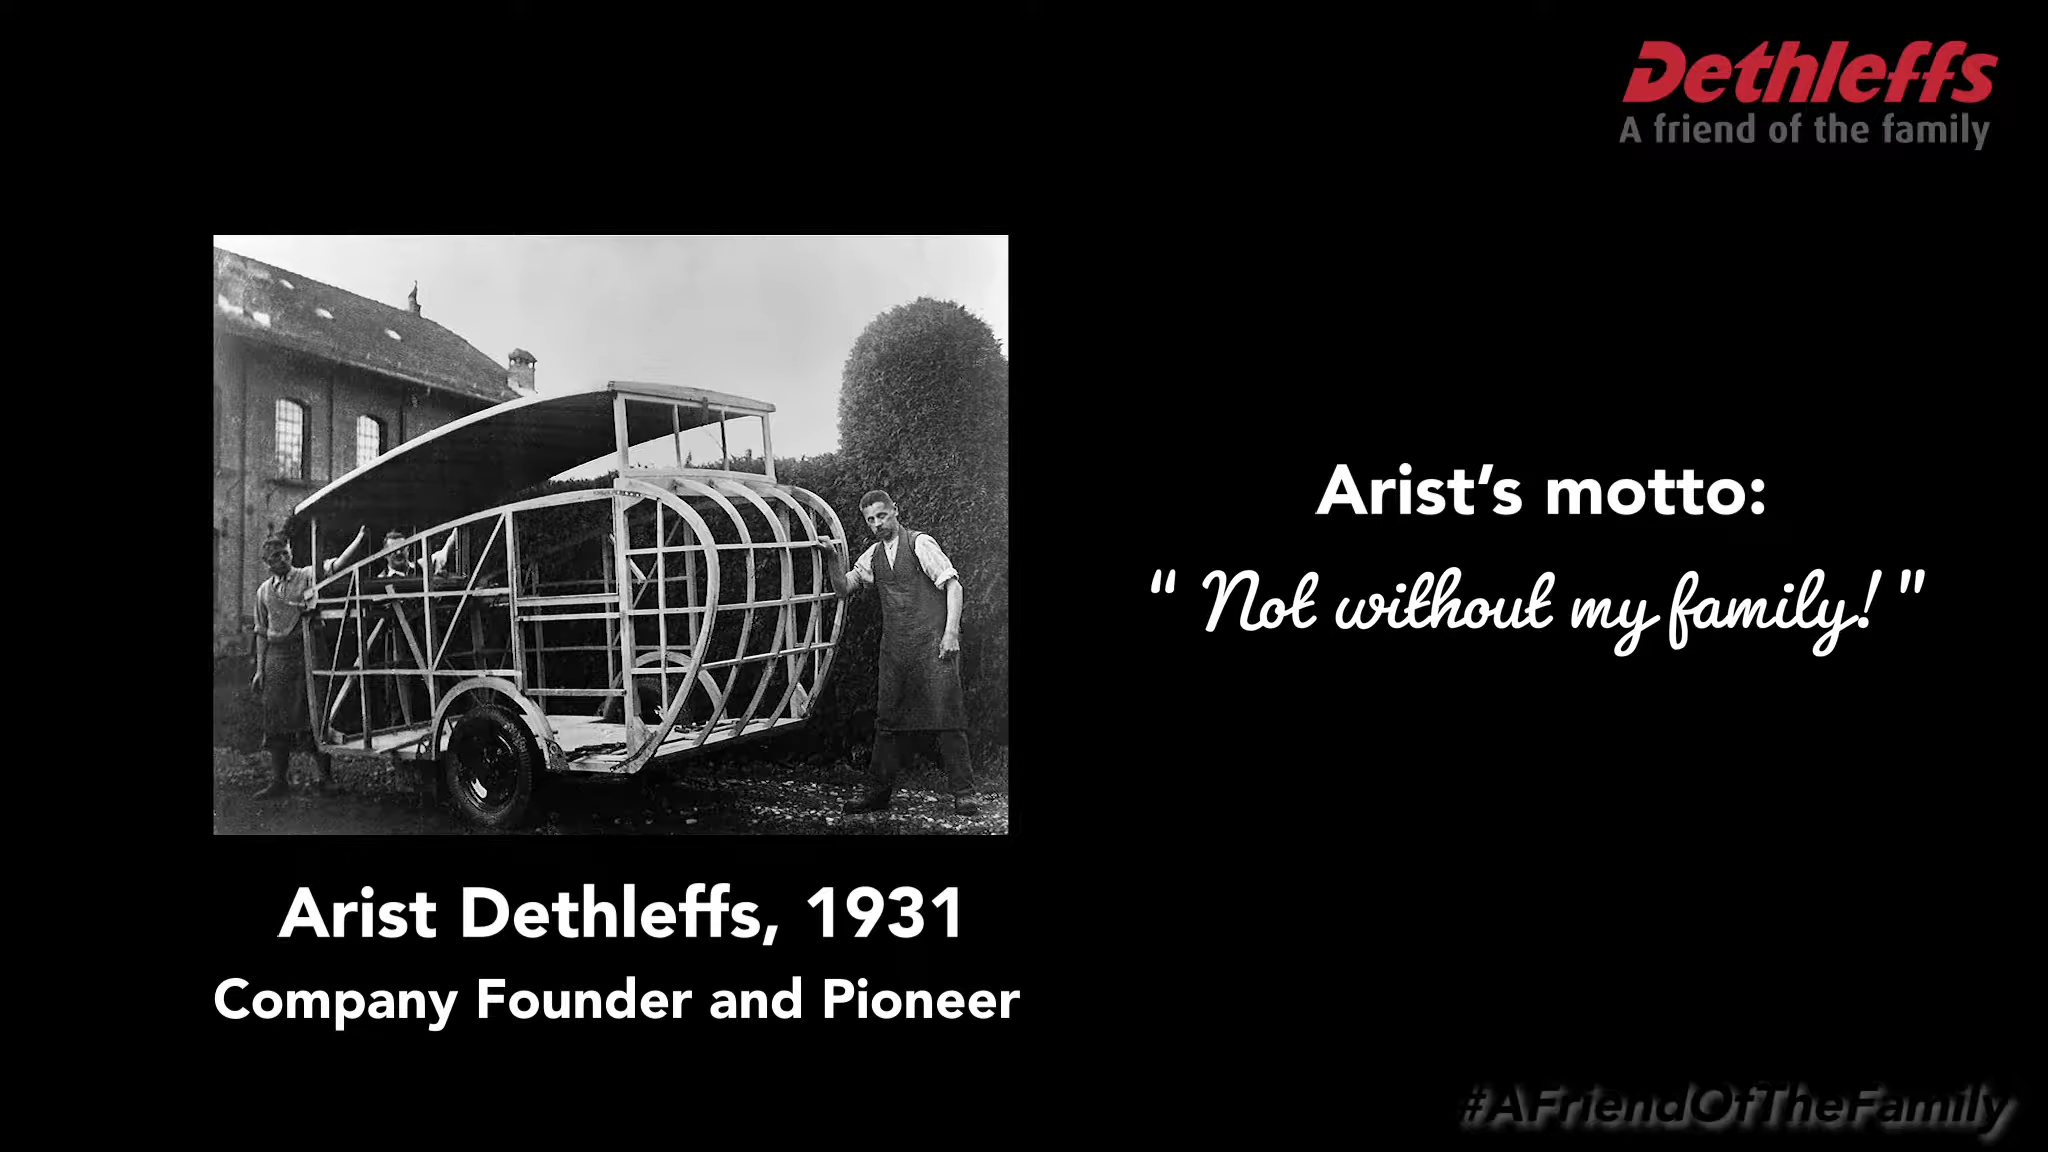 Dethleffs
A friend of the family
Arist's motto:
“ Not without my family! ”
Arist Dethleffs, 1931
Company Founder and Pioneer
#AFriendOfTheFamily